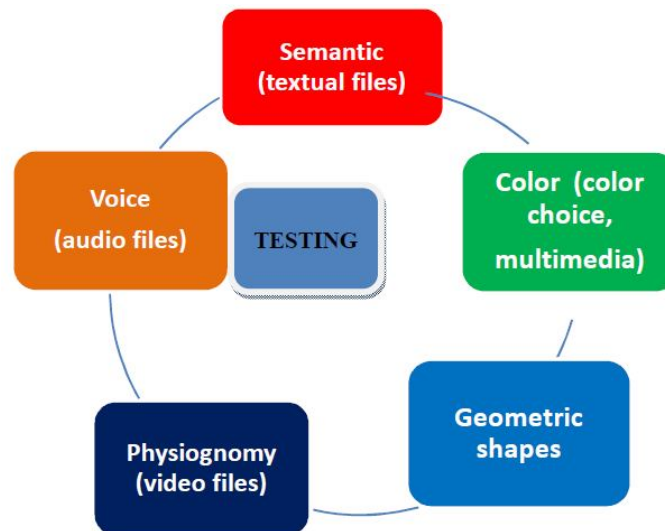 Semantic
(textual files)
Color (color
choice,
multimedia)
Voice
(audio files)
TESTING
Geometric
shapes
Physiognomy
(video files)